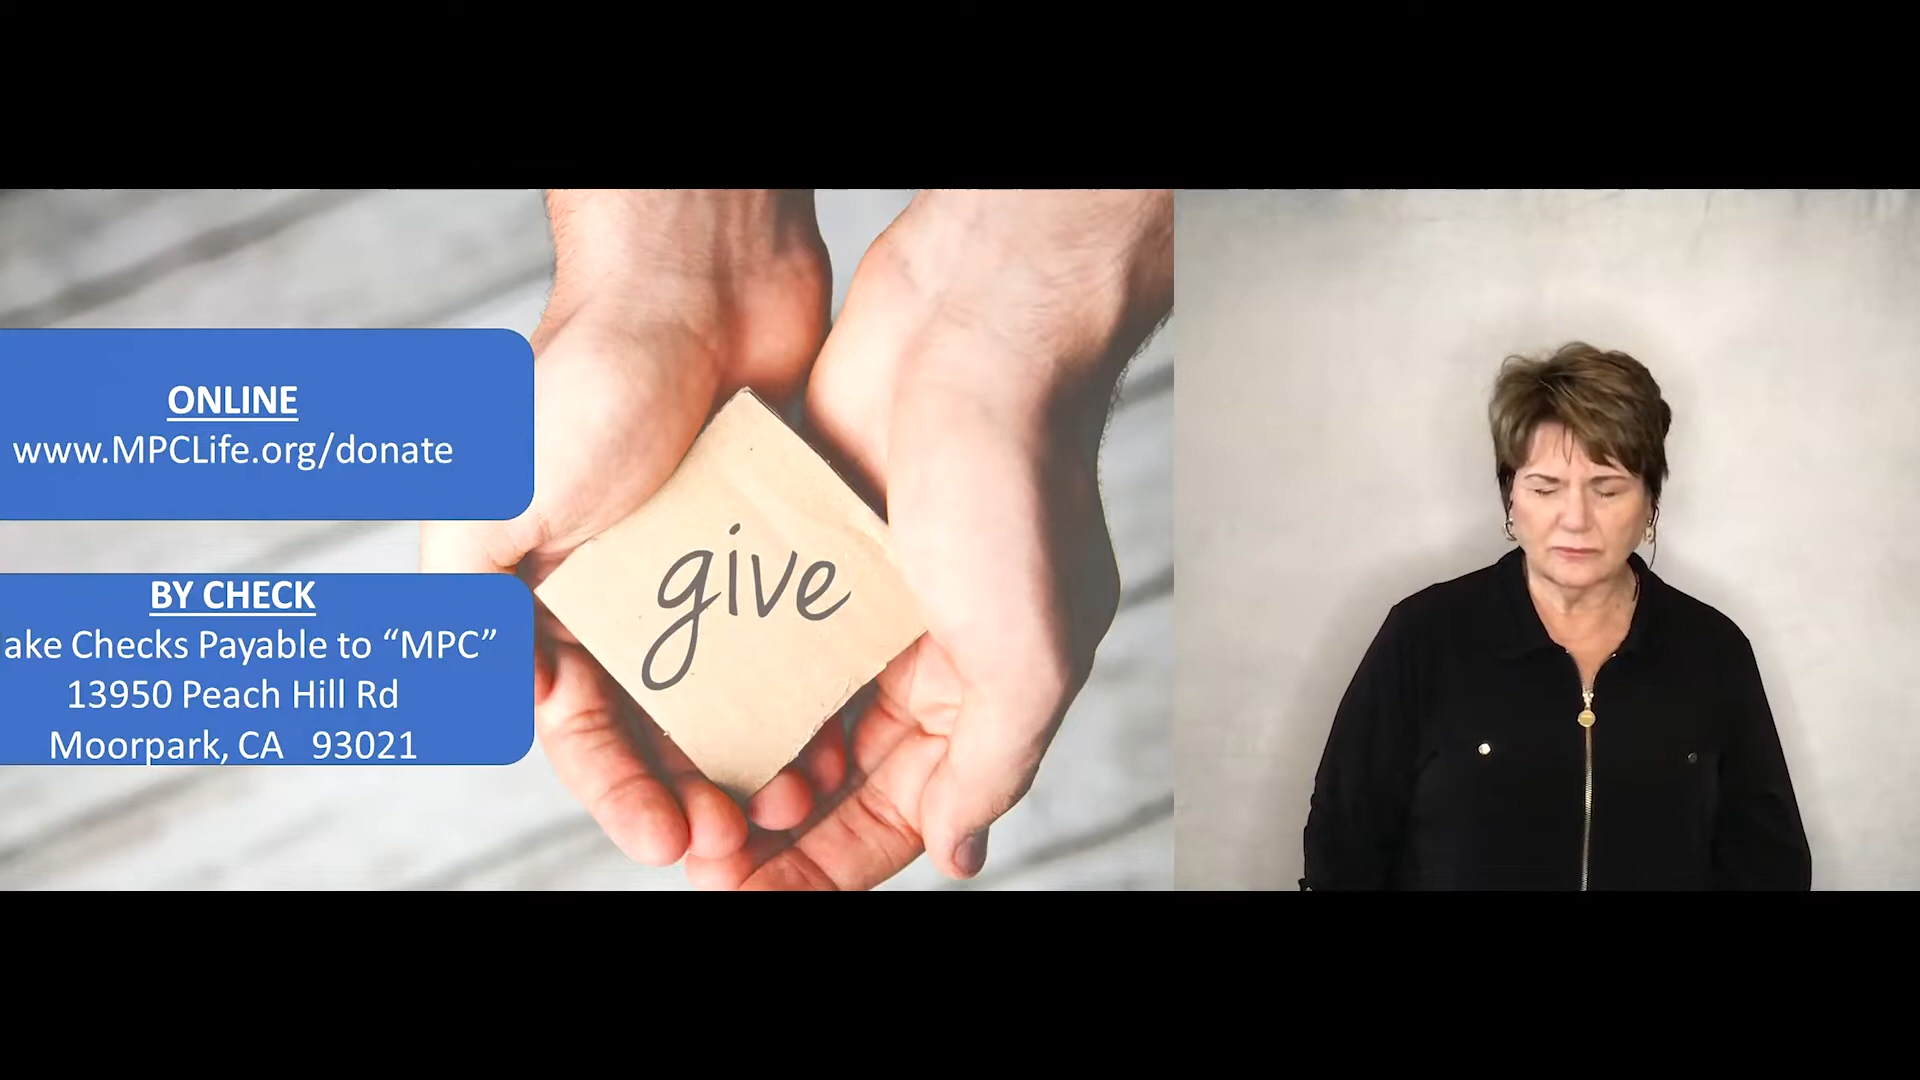 ONLINE
www.MPCLife.org/donate
BY CHECK
ake Checks Payable to “MPC”
13950 Peach Hill Rd
Moorpark, CA 93021
give